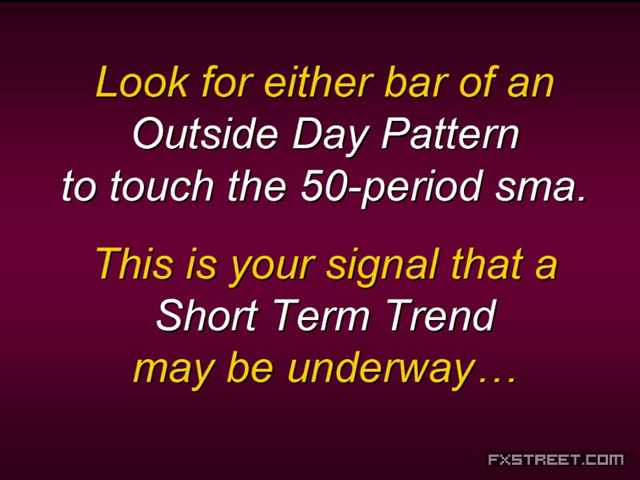 Look for either bar of an
Outside Day Pattern
to touch the 50-period sma.
This is your signal that a
Short Term Trend
may be underway…
FXSTREET.COM